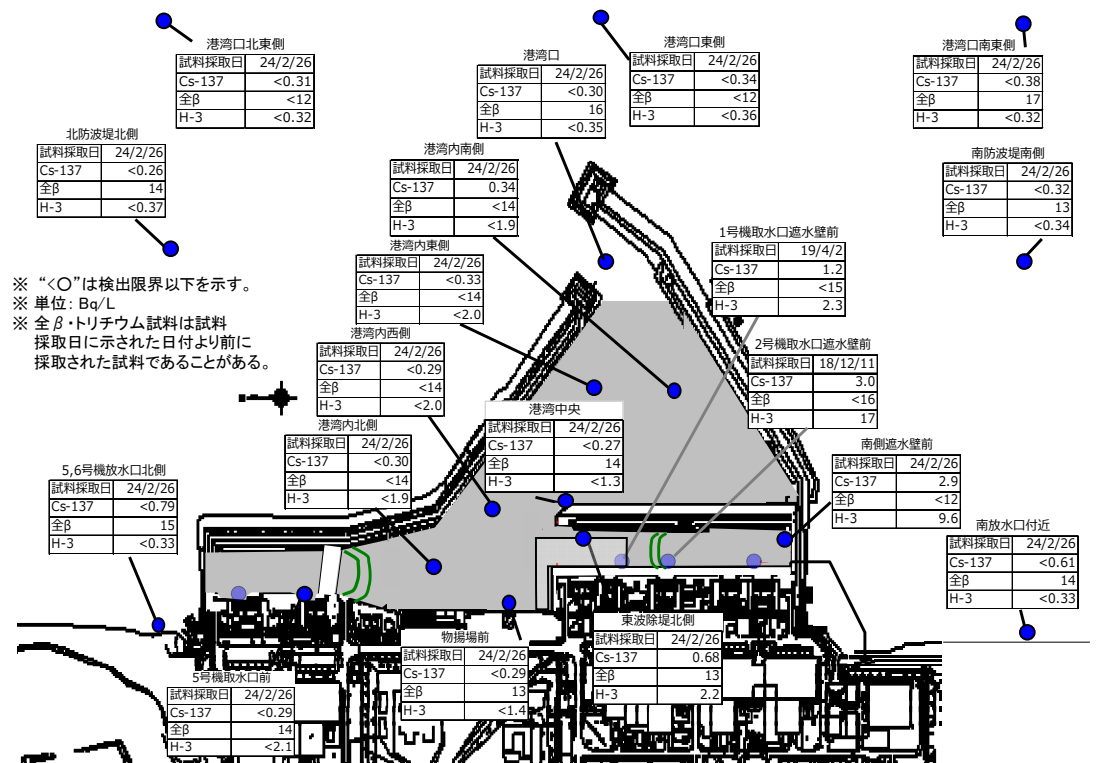 港湾口北東側
試料採取日 24/2/26
Cs-137 <0.31
全β <12
H-3 <0.32
港湾口
試料採取日 24/2/26
Cs-137 <0.30
全β 16
H-3 <0.35
港湾口東側
試料採取日 24/2/26
Cs-137 <0.34
全β <12
H-3 <0.36
港湾口南東側
試料採取日 24/2/26
Cs-137 <0.38
全β 17
H-3 <0.32
北防波堤北側
試料採取日 24/2/26
Cs-137 <0.26
全β 14
H-3 <0.37
港湾内南側
試料採取日 24/2/26
Cs-137 0.34
全β <14
H-3 <1.9
南防波堤南側
試料採取日 24/2/26
Cs-137 <0.32
全β 13
H-3 <0.34
港湾内東側
試料採取日 24/2/26
Cs-137 <0.33
全β <14
H-3 <2.0
1号機取水口遮水壁前
試料採取日 19/4/2
Cs-137 1.2
全β <15
H-3 2.3
※ “<○”は検出限界以下を示す。
※ 単位: Bq/L
※ 全β・トリチウム試料は試料
採取日に示された日付より前に
採取された試料であることがある。
港湾内西側
試料採取日 24/2/26
Cs-137 <0.29
全β <14
H-3 <2.0
2号機取水口遮水壁前
試料採取日 18/12/11
Cs-137 3.0
全β <16
H-3 17
港湾中央
試料採取日 24/2/26
Cs-137 <0.27
全β 14
H-3 <1.3
港湾内北側
試料採取日 24/2/26
Cs-137 <0.30
全β <14
H-3 <1.9
南側遮水壁前
試料採取日 24/2/26
Cs-137 2.9
全β <12
H-3 9.6
5,6号機放水口北側
試料採取日 24/2/26
Cs-137 <0.79
全β 15
H-3 <0.33
南放水口付近
試料採取日 24/2/26
Cs-137 <0.61
全β 14
H-3 <0.33
東波除堤北側
試料採取日 24/2/26
Cs-137 0.68
全β 13
H-3 2.2
物揚場前
試料採取日 24/2/26
Cs-137 <0.29
全β 13
H-3 <1.4
5号機取水口前
試料採取日 24/2/26
Cs-137 <0.29
全β 14
H-3 <2.1